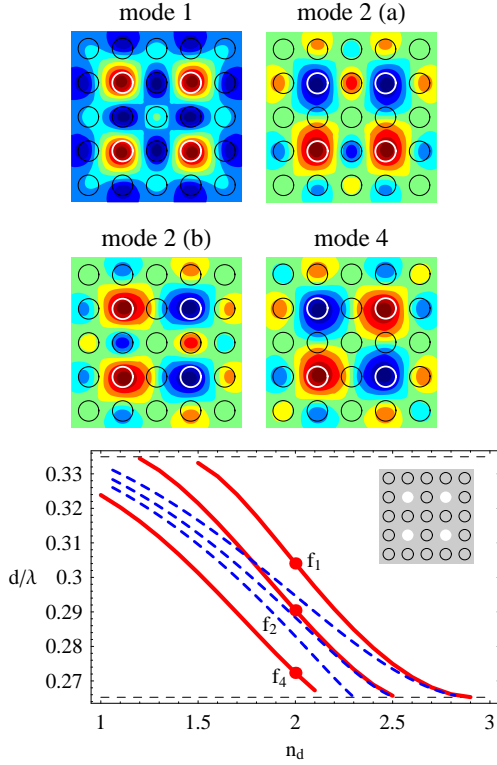 mode 1 mode 2 (a)
mode 2 (b) mode 4
0.33
0.32
0.31
d/λ 0.3
0.29
0.28
0.27
f₁
f₂
f₄
1 1.5 2 2.5 3
n_d